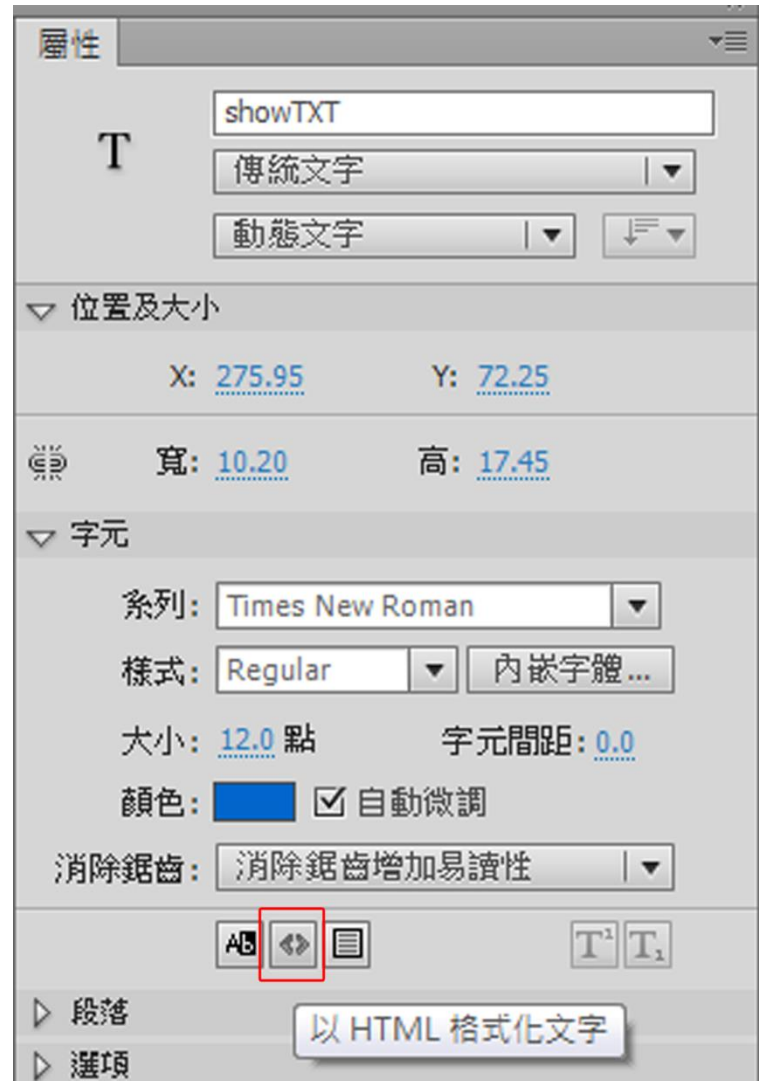 屬性
T
showTXT
傳統文字
動態文字
位置及大小
X: 275.95 Y: 72.25
寬: 10.20 高: 17.45
字元
系列: Times New Roman
樣式: Regular 內嵌字體...
大小: 12.0 點 字元間距: 0.0
顏色: 自動微調
消除鋸齒: 消除鋸齒增加易讀性
Ab <> T¹ T₁
段落
以 HTML 格式化文字
選項